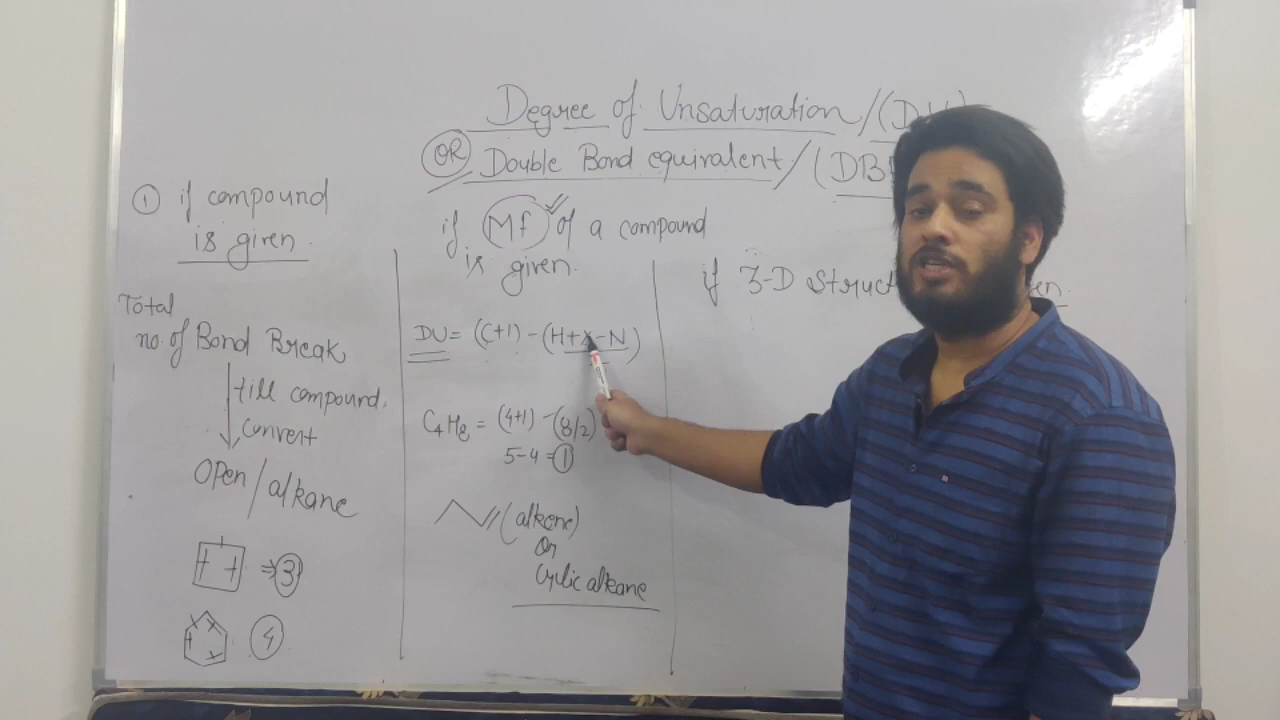 Degree of Unsaturation/(DU)
OR Double Bond equivalent/(DB
① if compound
is given.
Total
no. of Bond Break
till compound.
convert
Open/alkane
⇒ 3
4
if Mf of a compound
is given.
DU = (C+1) - (H+X-N)
C4H8 = (4+1) - (8/2)
5-4 = 1
(alkene)
Or
Cyclic alkane
if 3-D Struct